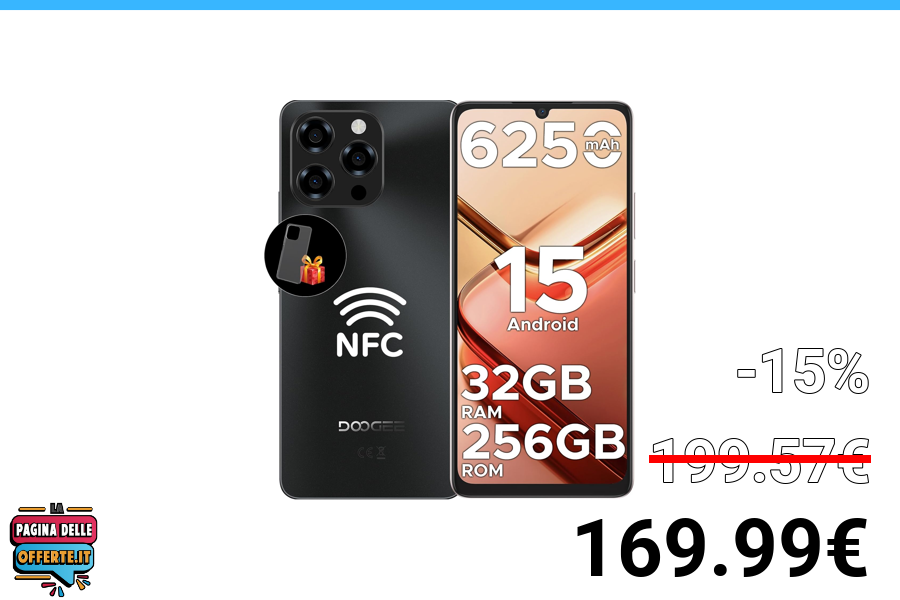 6250
mAh
15
Android
32GB
RAM
256GB
ROM
NFC
DOOGEE
CE
-15%
199.57€
169.99€
LA
PAGINA DELLE
OFFERTE.IT